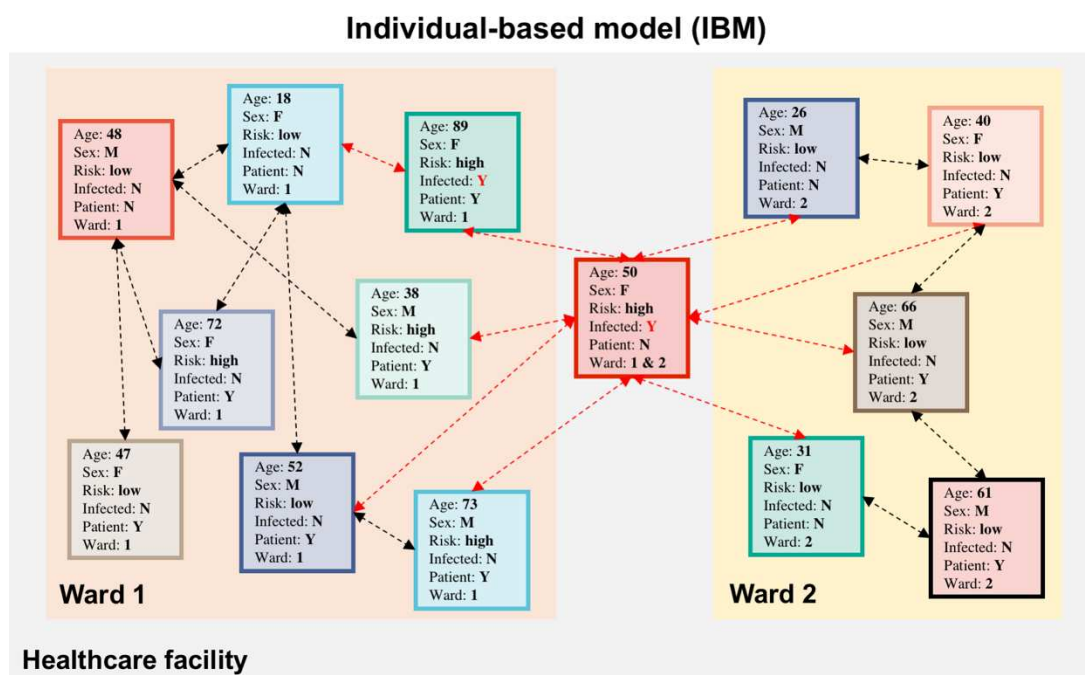 Individual-based model (IBM)
Age: 48
Sex: M
Risk: low
Infected: N
Patient: N
Ward: 1
Age: 18
Sex: F
Risk: low
Infected: N
Patient: N
Ward: 1
Age: 89
Sex: F
Risk: high
Infected: Y
Patient: Y
Ward: 1
Age: 72
Sex: F
Risk: high
Infected: N
Patient: Y
Ward: 1
Age: 38
Sex: M
Risk: high
Infected: N
Patient: Y
Ward: 1
Age: 47
Sex: F
Risk: low
Infected: N
Patient: Y
Ward: 1
Age: 52
Sex: M
Risk: low
Infected: N
Patient: Y
Ward: 1
Age: 73
Sex: M
Risk: high
Infected: N
Patient: Y
Ward: 1
Ward 1
Age: 50
Sex: F
Risk: high
Infected: Y
Patient: N
Ward: 1 & 2
Age: 26
Sex: M
Risk: low
Infected: N
Patient: N
Ward: 2
Age: 40
Sex: F
Risk: low
Infected: N
Patient: Y
Ward: 2
Age: 66
Sex: M
Risk: low
Infected: N
Patient: Y
Ward: 2
Age: 31
Sex: F
Risk: low
Infected: N
Patient: N
Ward: 2
Age: 61
Sex: M
Risk: low
Infected: N
Patient: Y
Ward: 2
Ward 2
Healthcare facility